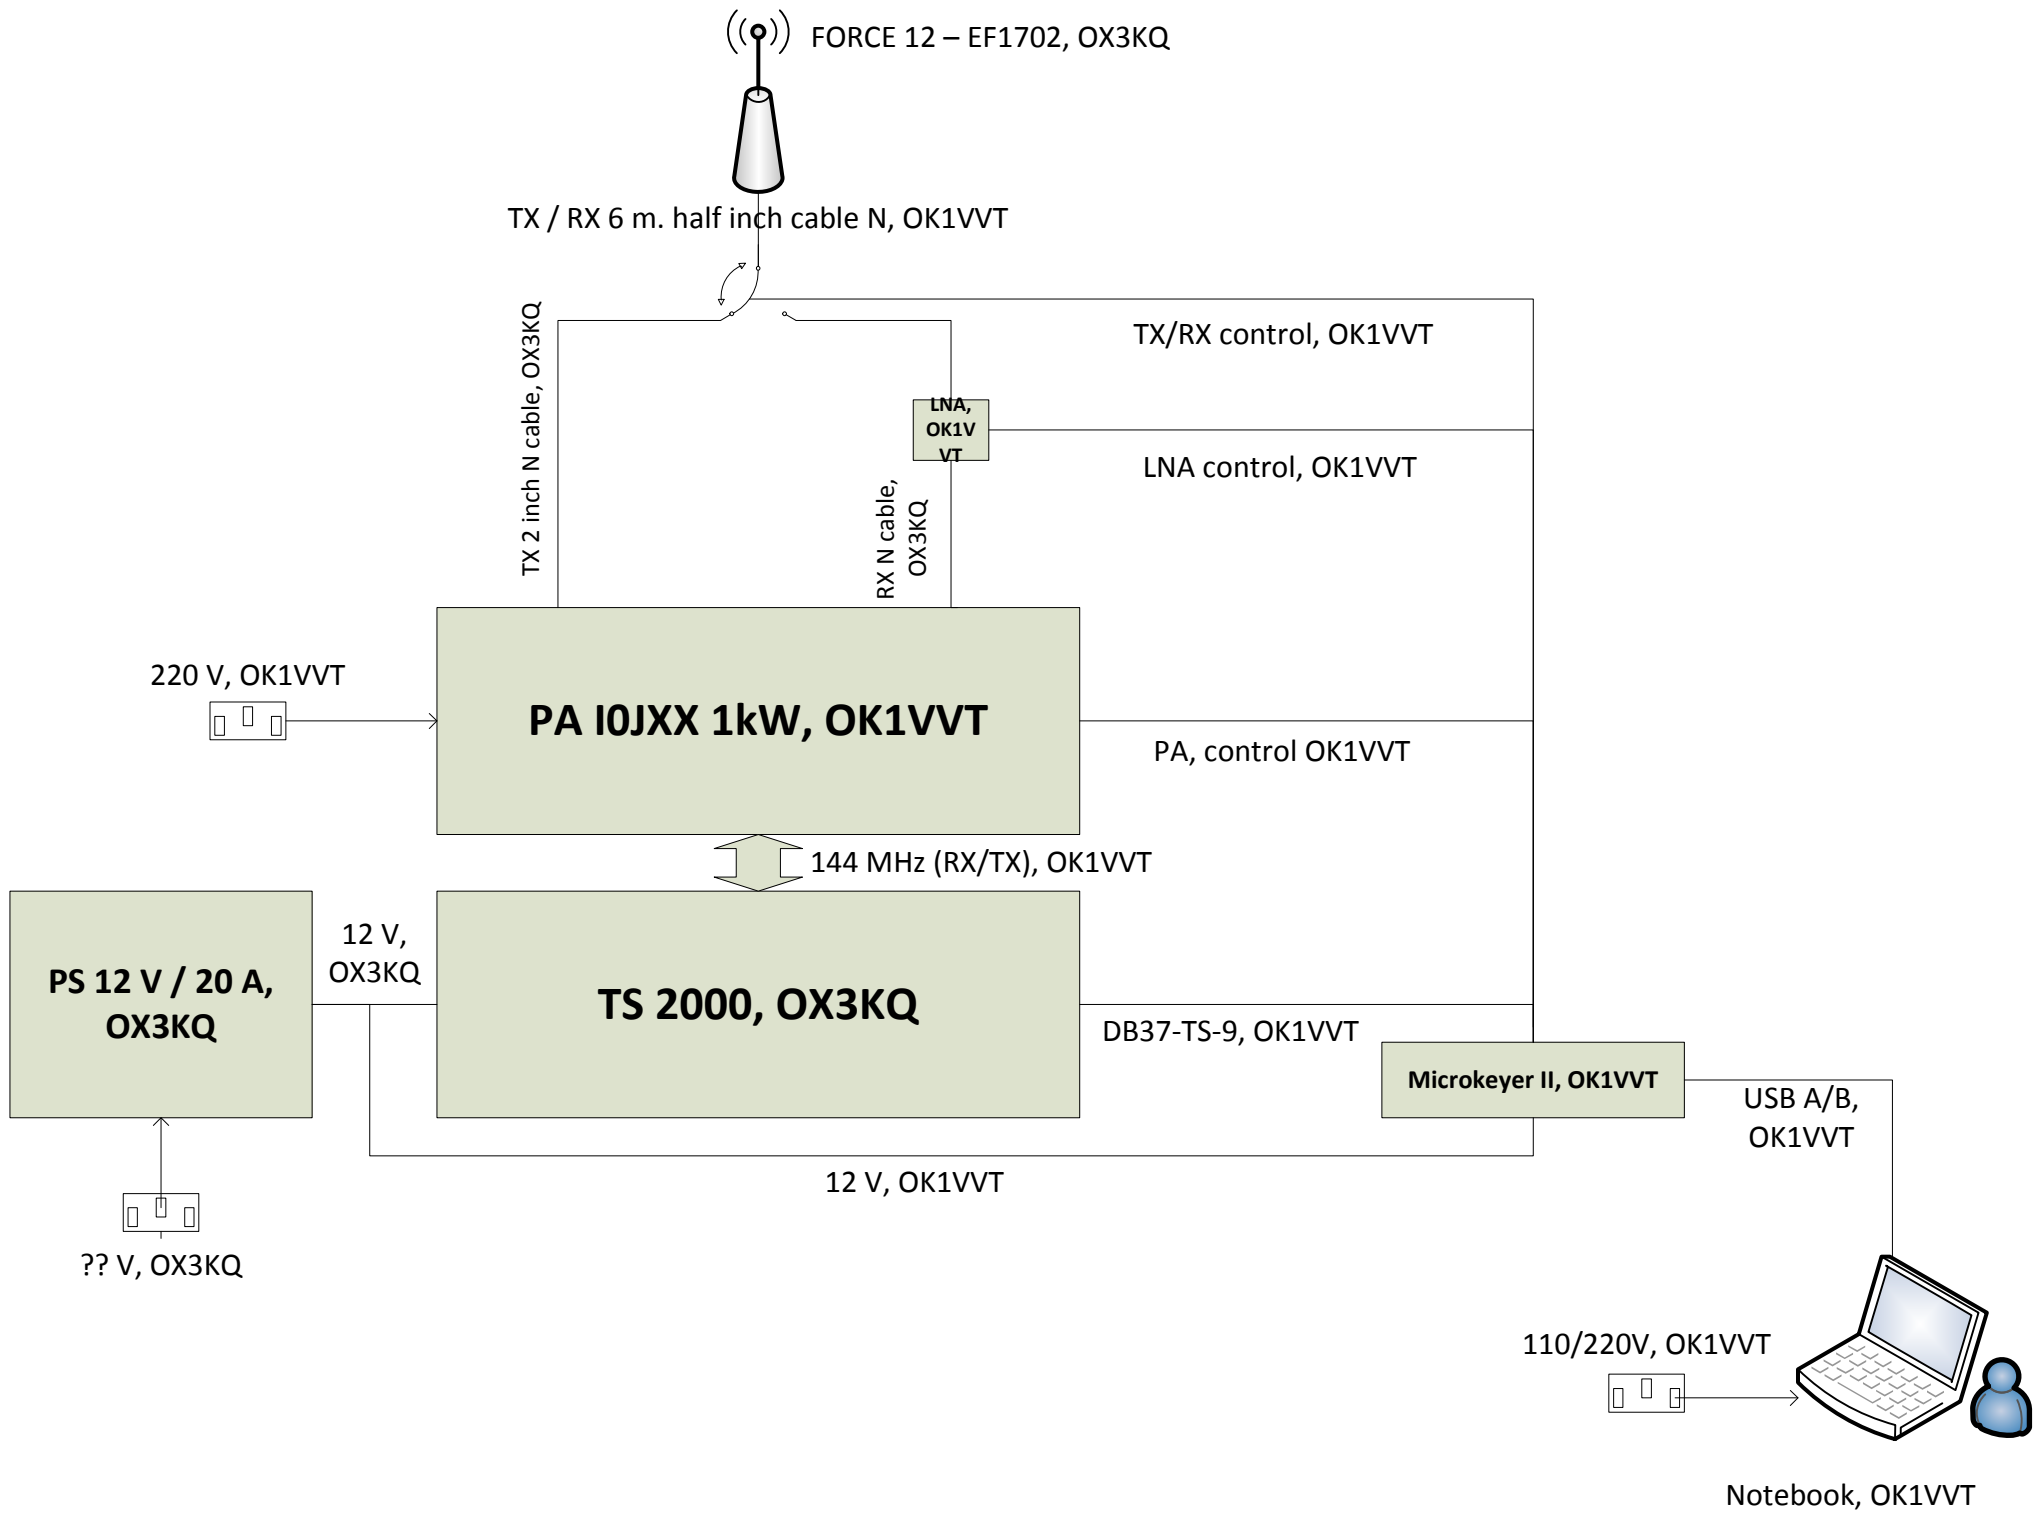 FORCE 12 – EF1702, OX3KQ
TX / RX 6 m. half inch cable N, OK1VVT
TX 2 inch N cable, OX3KQ
TX/RX control, OK1VVT
LNA,
OK1V
VT
LNA control, OK1VVT
RX N cable,
OX3KQ
220 V, OK1VVT
PA I0JXX 1kW, OK1VVT
PA, control OK1VVT
144 MHz (RX/TX), OK1VVT
12 V,
OX3KQ
PS 12 V / 20 A,
OX3KQ
TS 2000, OX3KQ
DB37-TS-9, OK1VVT
Microkeyer II, OK1VVT
USB A/B,
OK1VVT
12 V, OK1VVT
?? V, OX3KQ
110/220V, OK1VVT
Notebook, OK1VVT